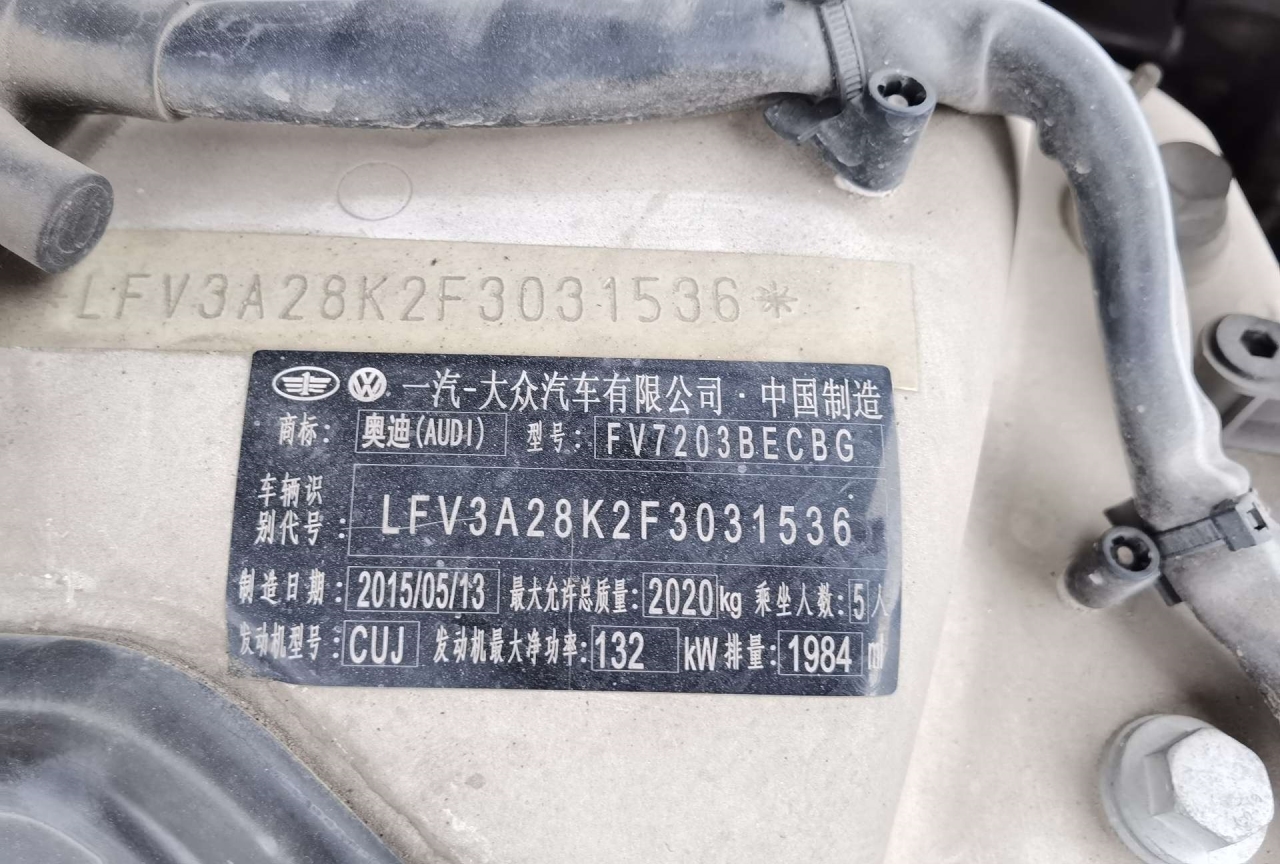 *LFV3A28K2F3031536*
一汽-大众汽车有限公司·中国制造
商标: 奥迪(AUDI) 型号: FV7203BECBG
车辆识别代号: LFV3A28K2F3031536
制造日期: 2015/05/13 最大允许总质量: 2020kg 乘坐人数: 5人
发动机型号: CUJ 发动机最大净功率: 132 kW 排量: 1984 ml